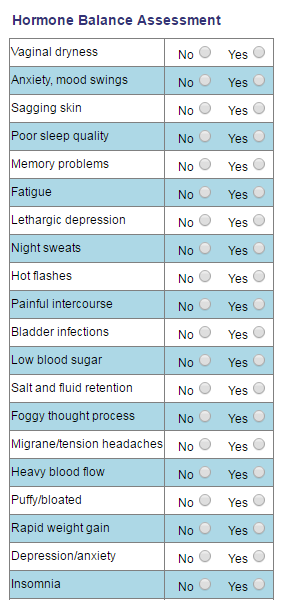 Hormone Balance Assessment
Vaginal dryness No Yes
Anxiety, mood swings No Yes
Sagging skin No Yes
Poor sleep quality No Yes
Memory problems No Yes
Fatigue No Yes
Lethargic depression No Yes
Night sweats No Yes
Hot flashes No Yes
Painful intercourse No Yes
Bladder infections No Yes
Low blood sugar No Yes
Salt and fluid retention No Yes
Foggy thought process No Yes
Migrane/tension headaches No Yes
Heavy blood flow No Yes
Puffy/bloated No Yes
Rapid weight gain No Yes
Depression/anxiety No Yes
Insomnia No Yes